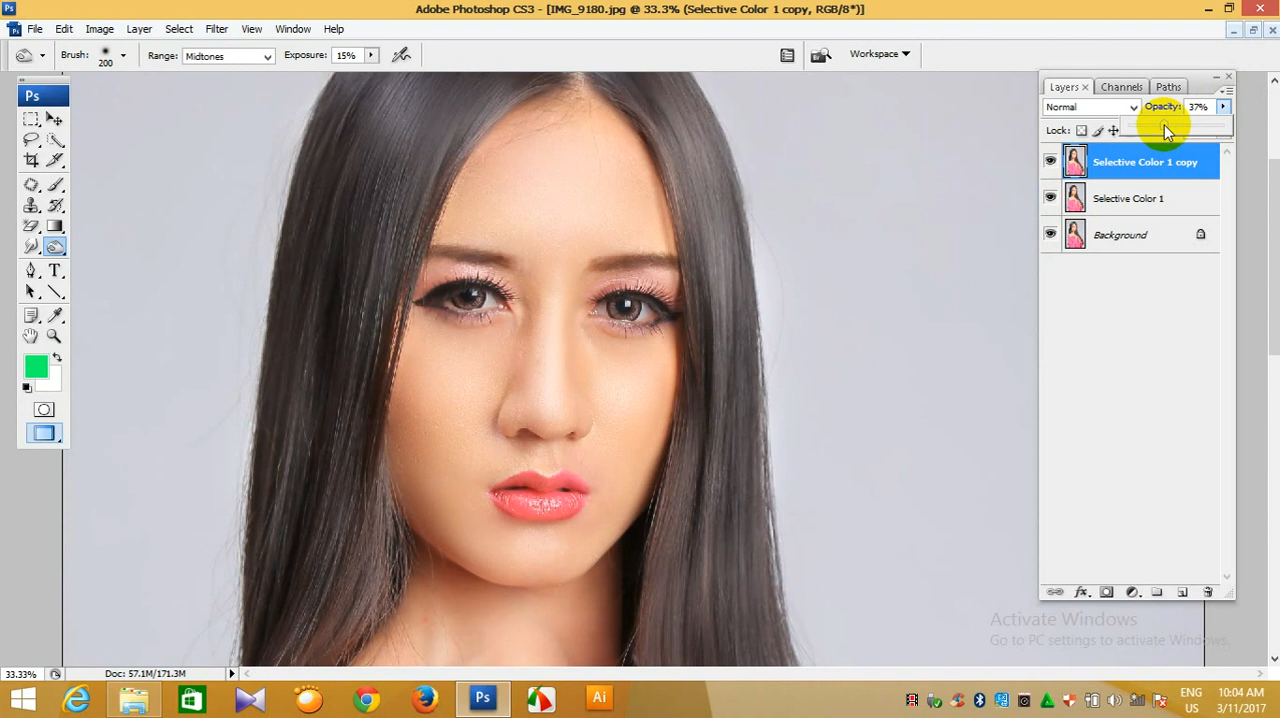 Adobe Photoshop CS3 - [IMG_9180.jpg @ 33.3% (Selective Color 1 copy, RGB/8*)]
File Edit Image Layer Select Filter View Window Help
Brush: 200 Range: Midtones Exposure: 15% Workspace
Ps
Layers × Channels Paths
Normal Opacity: 37%
Lock:
Selective Color 1 copy
Selective Color 1
Background
T
fx
Activate Windows
Go to PC settings to activate Windows.
33.33% Doc: 57.1M/171.3M
Ps Ai
ENG 10:04 AM
US 3/11/2017